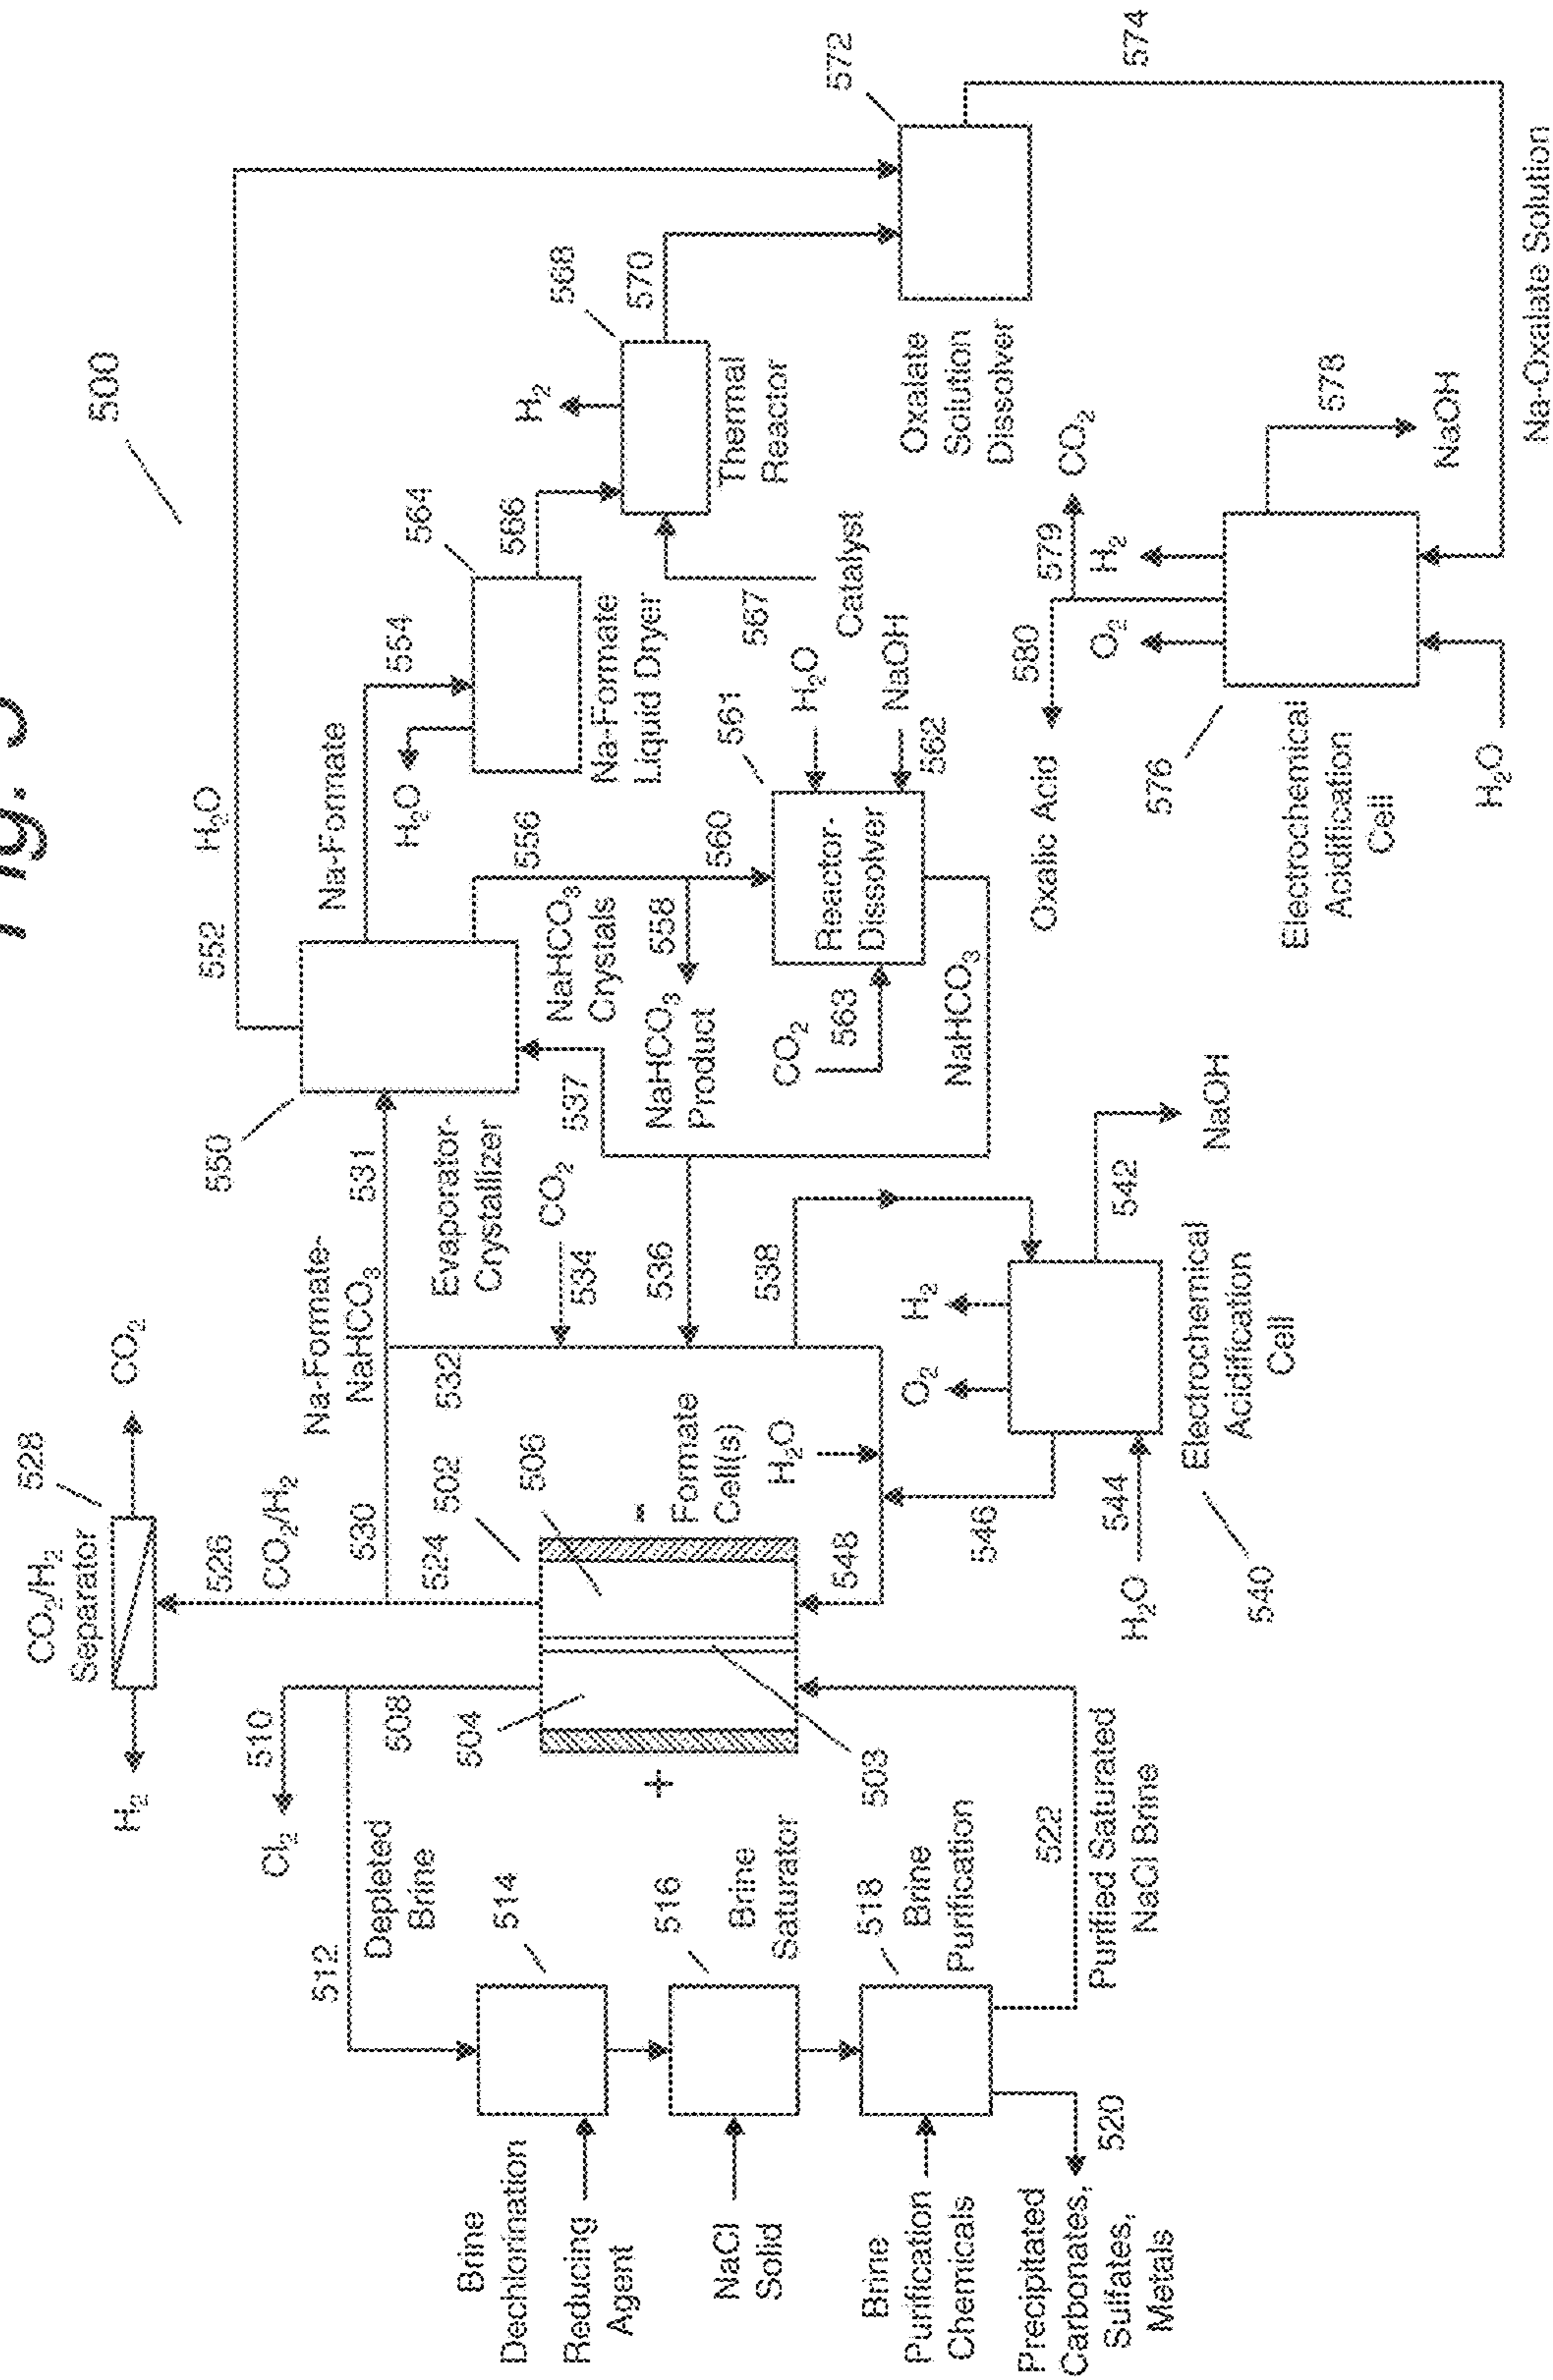 Fig. 5
500
CO2/H2
Separator
528
H2
CO2
526
CO2/H2
Cl2
510
530
Na-Formate-
NaHCO3
531
550
552
H2O
512
Depleted
Brine
508
524
532
502
504
506
Evaporator-
Crystallizer
Na-Formate
554
H2O
564
Na-Formate
Liquid Dryer
566
H2
568
570
Thermal
Reactor
567
Catalyst
572
574
Oxalate
Solution
Dissolver
Brine
Dechlorination
514
Reducing
Agent
516
Brine
Saturator
NaCl
Solid
518
Brine
Purification
Brine
Purification
Chemicals
Precipitated
Carbonates,
Sulfates,
Metals
520
522
Purified Saturated
NaCl Brine
+
-
503
Formate
Cell(s)
H2O
548
CO2
534
537
536
538
556
NaHCO3
Crystals
558
560
NaHCO3
Product
561
H2O
NaOH
562
Reactor-
Dissolver
CO2
563
NaHCO3
O2
H2
546
544
H2O
540
542
NaOH
Electrochemical
Acidification
Cell
Oxalic Acid
580
579
CO2
O2
H2
576
578
NaOH
Electrochemical
Acidification
Cell
H2O
Na-Oxalate Solution